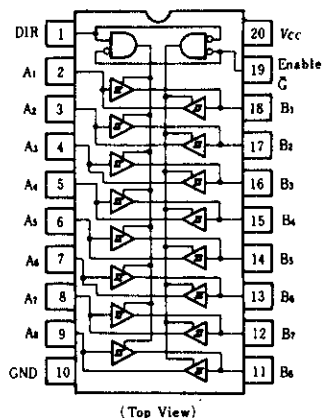 DIR 1 20 Vcc
A₁ 2 19 Enable G̅
A₂ 3 18 B₁
A₃ 4 17 B₂
A₄ 5 16 B₃
A₅ 6 15 B₄
A₆ 7 14 B₅
A₇ 8 13 B₆
A₈ 9 12 B₇
GND 10 11 B₈
(Top View)